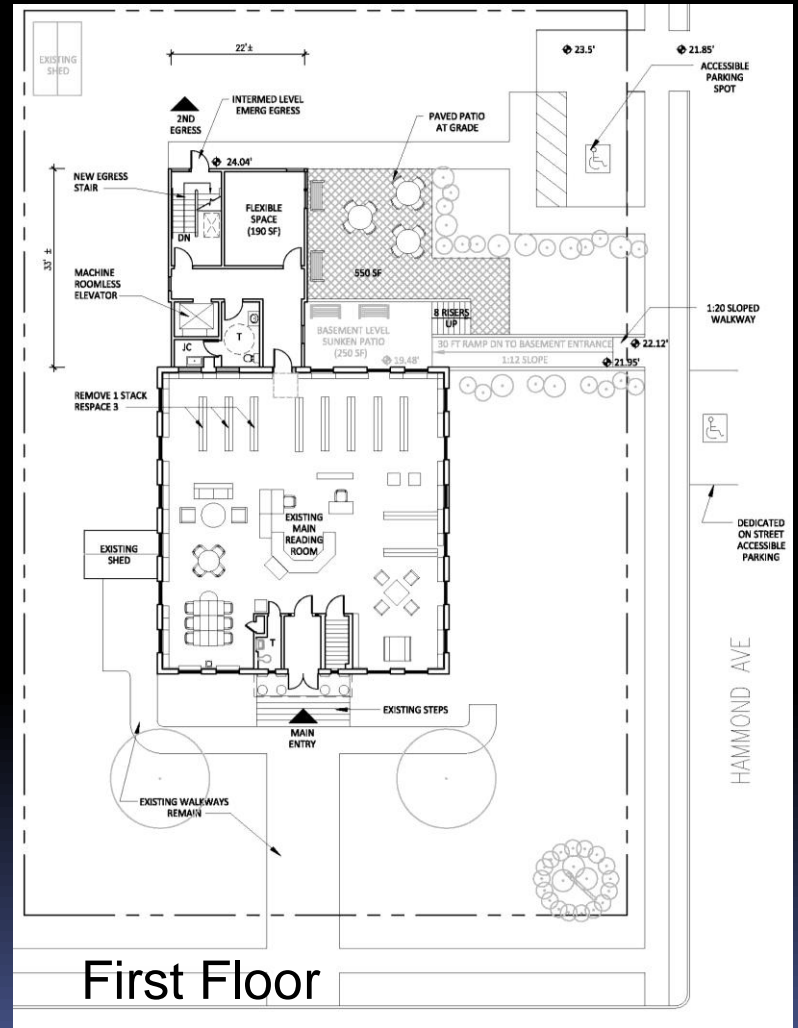 EXISTING
SHED
22'±
23.5'
21.85'
ACCESSIBLE
PARKING
SPOT
INTERMED LEVEL
EMERG EGRESS
2ND
EGRESS
PAVED PATIO
AT GRADE
24.04'
NEW EGRESS
STAIR
FLEXIBLE
SPACE
(190 SF)
DN
33' ±
550 SF
MACHINE
ROOMLESS
ELEVATOR
8 RISERS
UP
1:20 SLOPED
WALKWAY
BASEMENT LEVEL
SUNKEN PATIO
(250 SF)
T
JC
30 FT RAMP DN TO BASEMENT ENTRANCE
22.12'
19.48'
1:12 SLOPE
21.95'
REMOVE 1 STACK
RESPACE 3
EXISTING
MAIN
READING
ROOM
DEDICATED
ON STREET
ACCESSIBLE
PARKING
EXISTING
SHED
T
HAMMOND AVE
EXISTING STEPS
MAIN
ENTRY
EXISTING WALKWAYS
REMAIN
First Floor